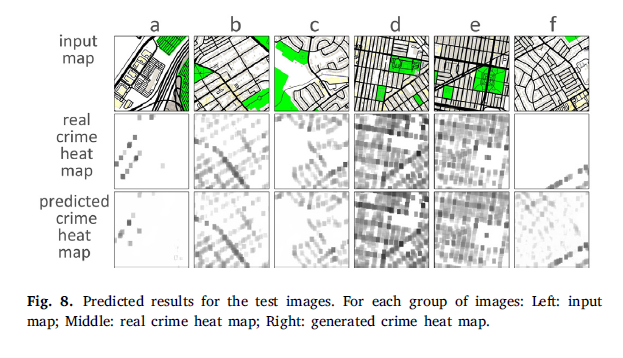 a b c d e f
input
map
real
crime
heat
map
predicted
crime
heat
map
Fig. 8. Predicted results for the test images. For each group of images: Left: input
map; Middle: real crime heat map; Right: generated crime heat map.